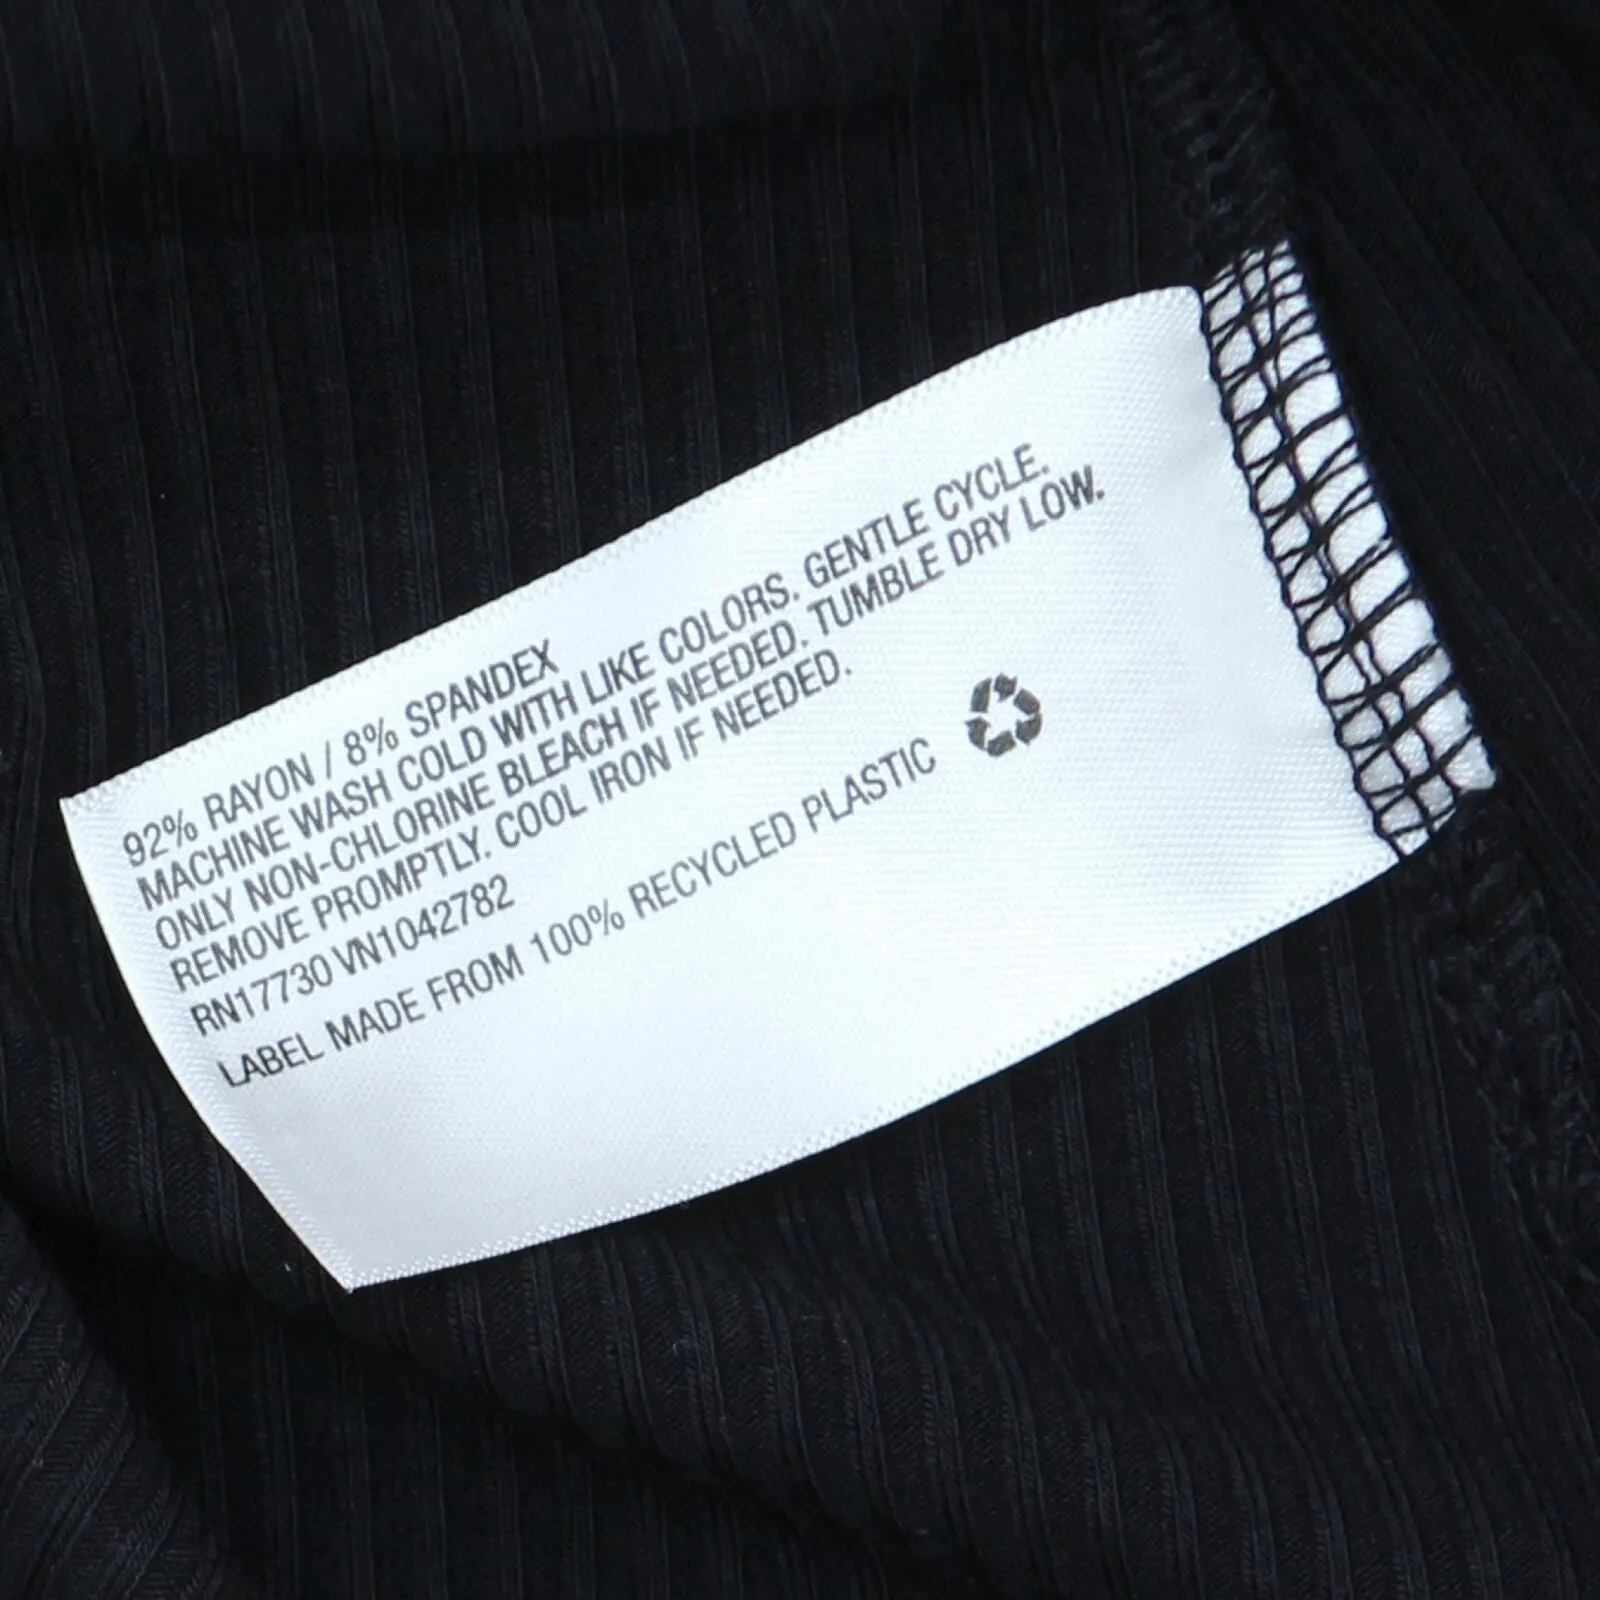 92% RAYON / 8% SPANDEX
MACHINE WASH COLD WITH LIKE COLORS. GENTLE CYCLE.
ONLY NON-CHLORINE BLEACH IF NEEDED. TUMBLE DRY LOW.
REMOVE PROMPTLY. COOL IRON IF NEEDED.
RN17730 VN1042782
LABEL MADE FROM 100% RECYCLED PLASTIC